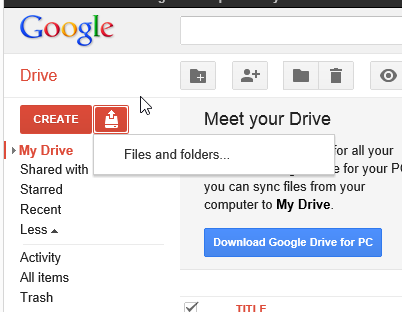 Google
Drive
CREATE
Meet your Drive
Files and folders...
for all your
My Drive
Shared with
e for your PC
Starred
you can sync files from your
Recent
computer to My Drive.
Less
Download Google Drive for PC
Activity
All items
Trash
TITLE